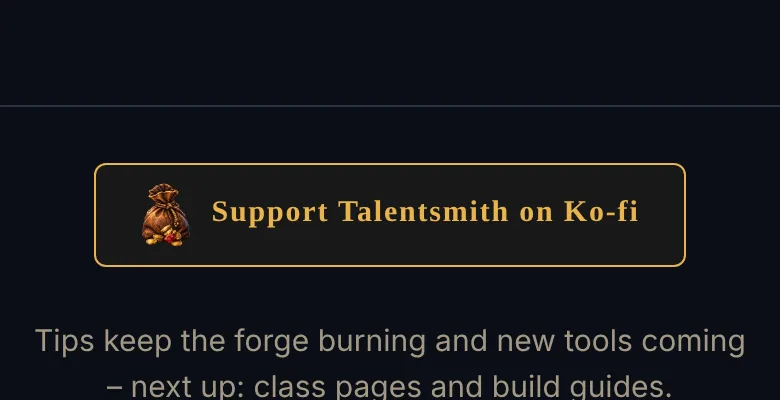 Support Talentsmith on Ko-fi
Tips keep the forge burning and new tools coming
– next up: class pages and build guides.